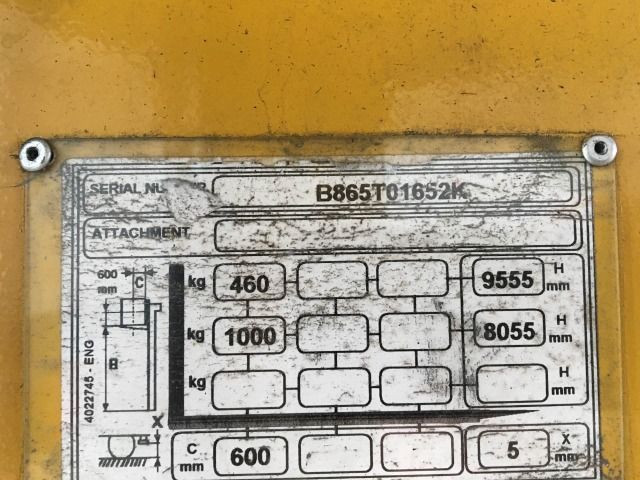 SERIAL NUMBER B865T01652K
ATTACHMENT
600 mm C kg 460 9555 H mm
kg 1000 8055 H mm
B kg H mm
4022745 - ENG
X
C mm 600 5 X mm